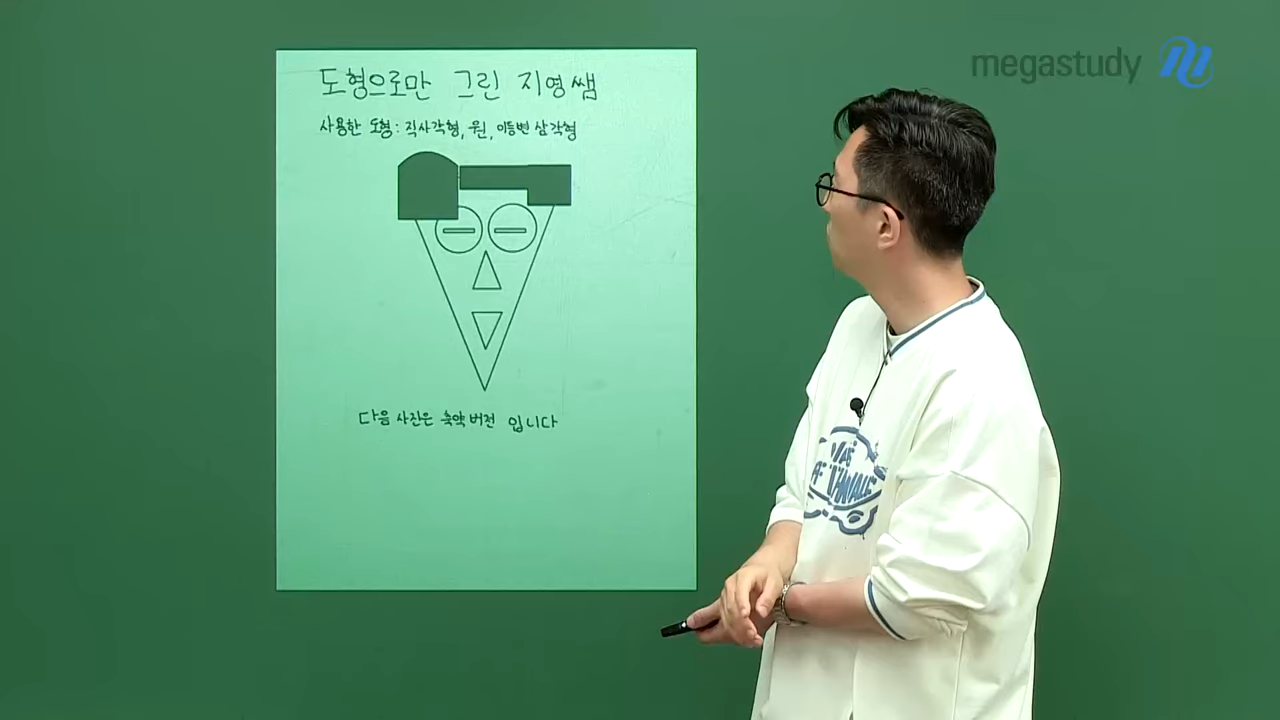 megastudy
도형으로만 그린 지영쌤
사용한 도형: 직사각형, 원, 이등변 삼각형
다음 사진은 축약 버전 입니다